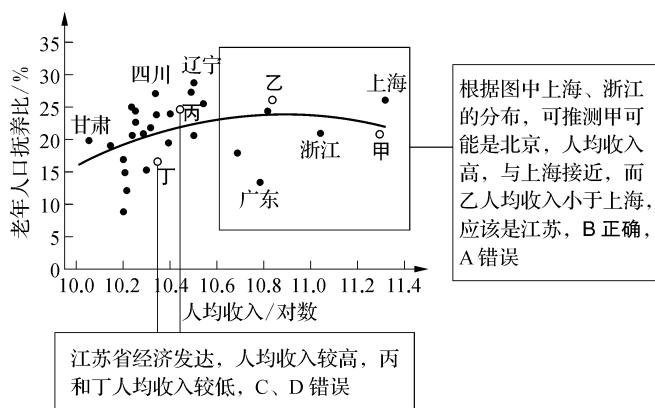 老年人口抚养比/%
35
30
25
20
15
10
5
0
四川
辽宁
甘肃
丙
丁
乙
上海
浙江
甲
广东
10.0 10.2 10.4 10.6 10.8 11.0 11.2 11.4
人均收入/对数
根据图中上海、浙江
的分布，可推测甲可
能是北京，人均收入
高，与上海接近，而
乙人均收入小于上海，
应该是江苏，B 正确，
A 错误
江苏省经济发达，人均收入较高，丙
和丁人均收入较低，C、D 错误